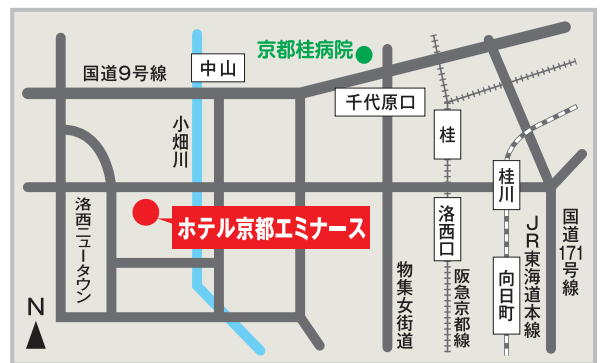 京都桂病院
国道9号線
中山
千代原口
小畑川
桂
桂川
洛西ニュータウン
ホテル京都エミナース
洛西口
物集女街道
阪急京都線
向日町
JR東海道本線
国道171号線
N